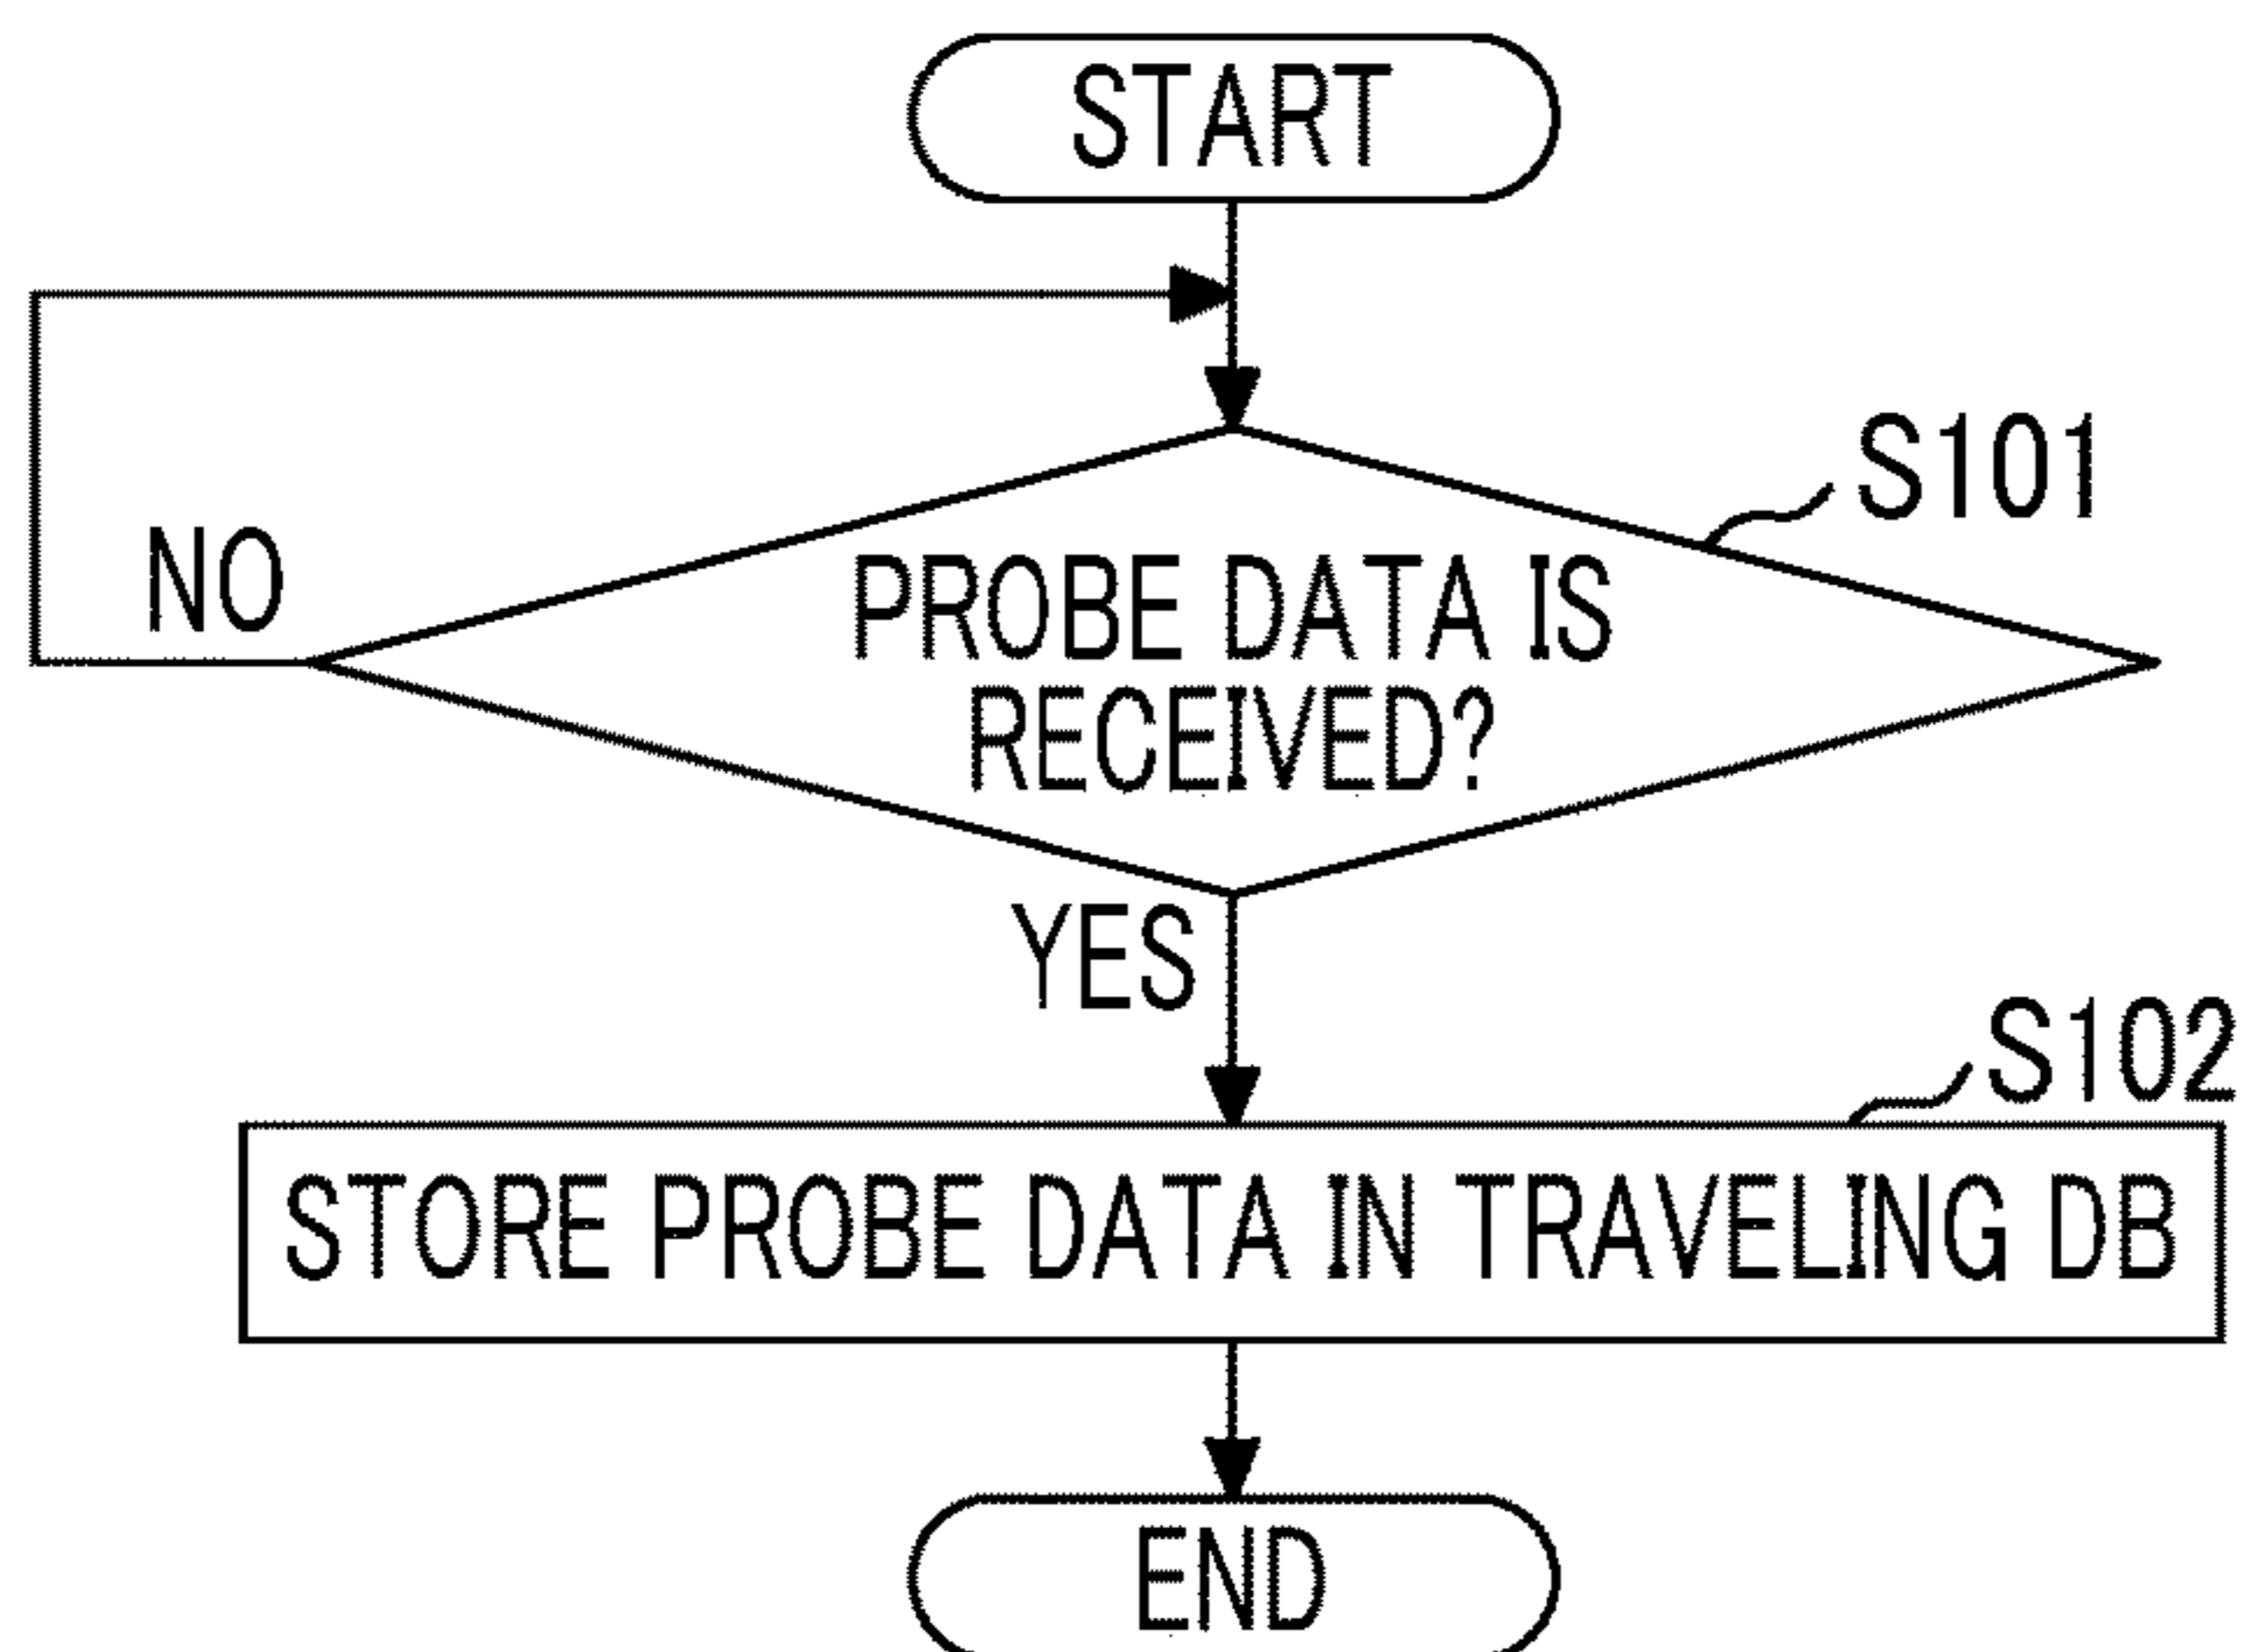 START
S101
NO
PROBE DATA IS
RECEIVED?
YES
S102
STORE PROBE DATA IN TRAVELING DB
END